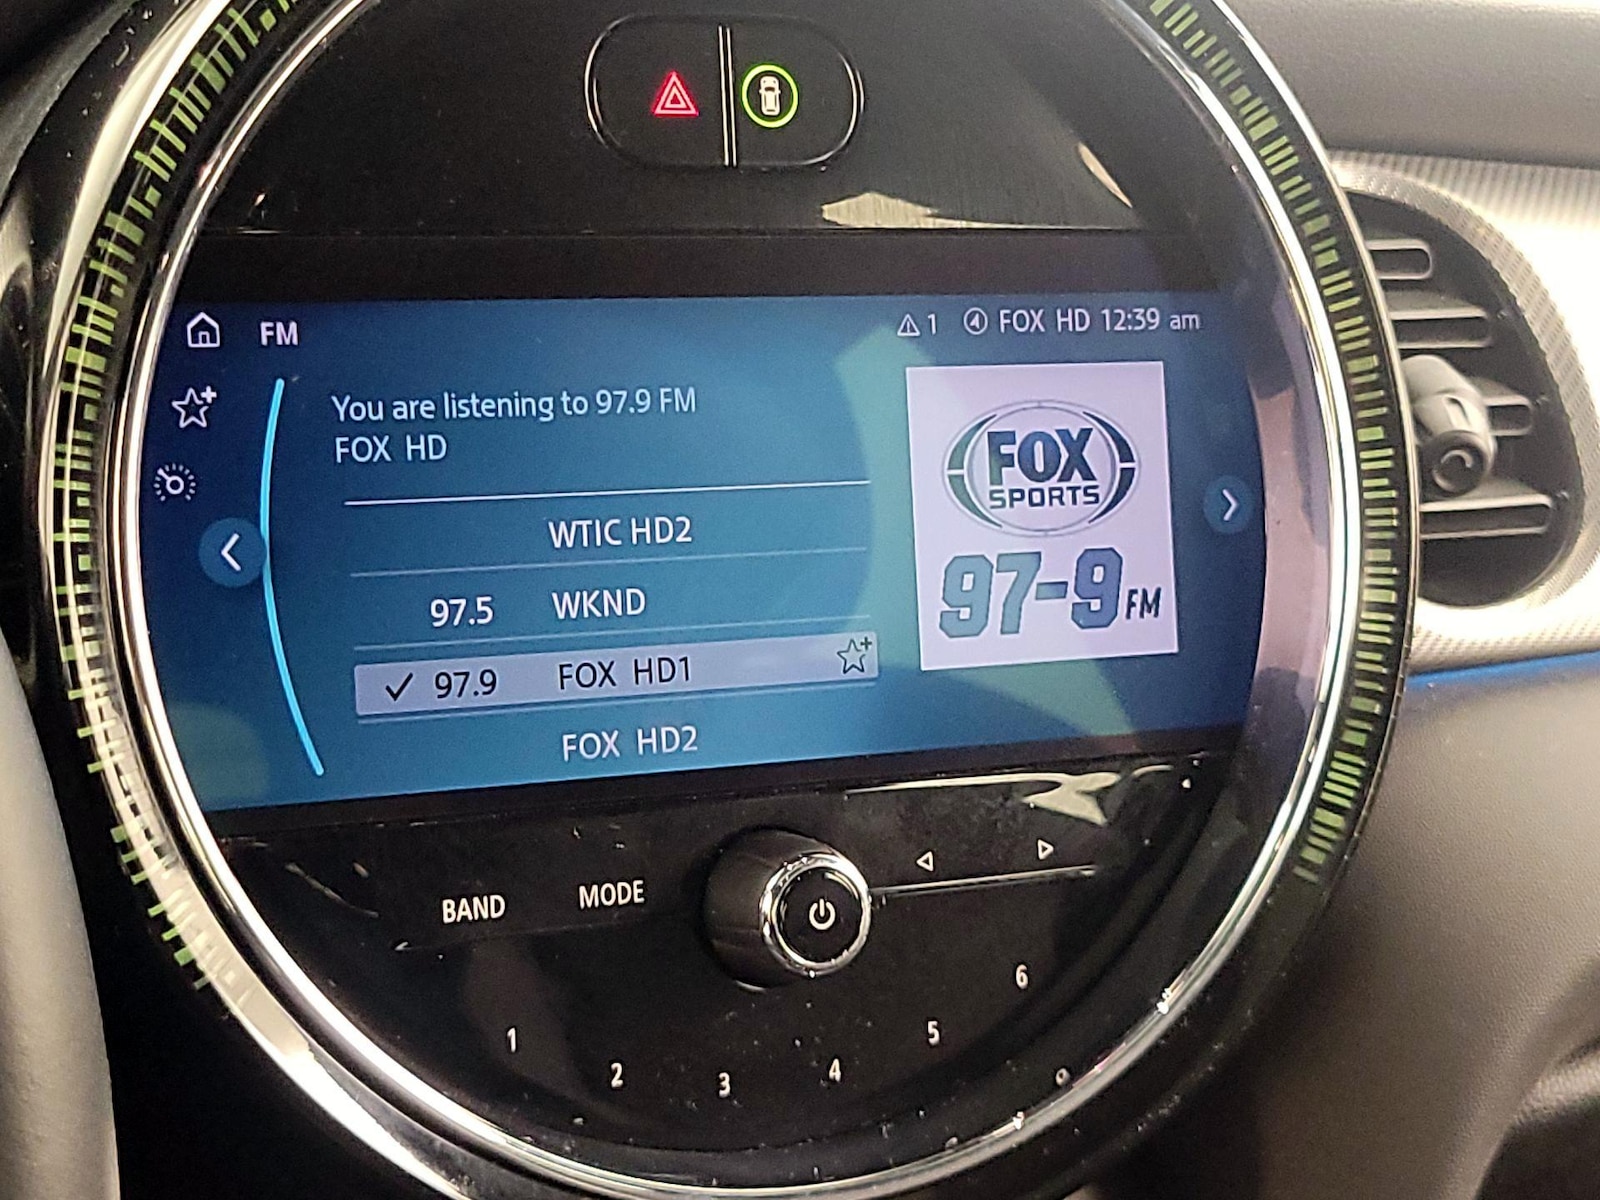 FM
1 FOX HD 12:39 am
You are listening to 97.9 FM
FOX HD
WTIC HD2
97.5 WKND
97.9 FOX HD1
FOX HD2
FOX
SPORTS
97-9 FM
BAND MODE
1 2 3 4 5 6